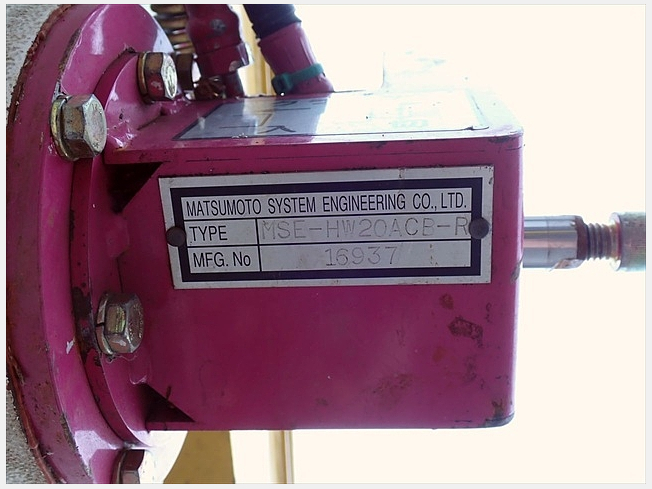 MATSUMOTO SYSTEM ENGINEERING CO.,LTD.
TYPE MSE-HW20ACB-R
MFG. No 16937